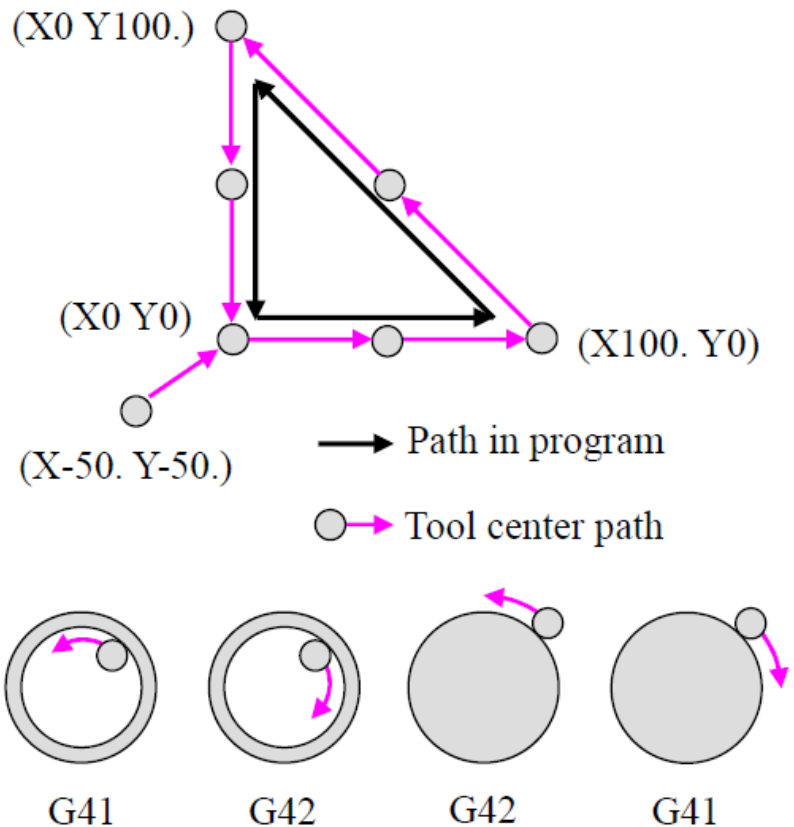 (X0 Y100.)
(X0 Y0)
(X100. Y0)
(X-50. Y-50.)
Path in program
Tool center path
G41 G42 G42 G41